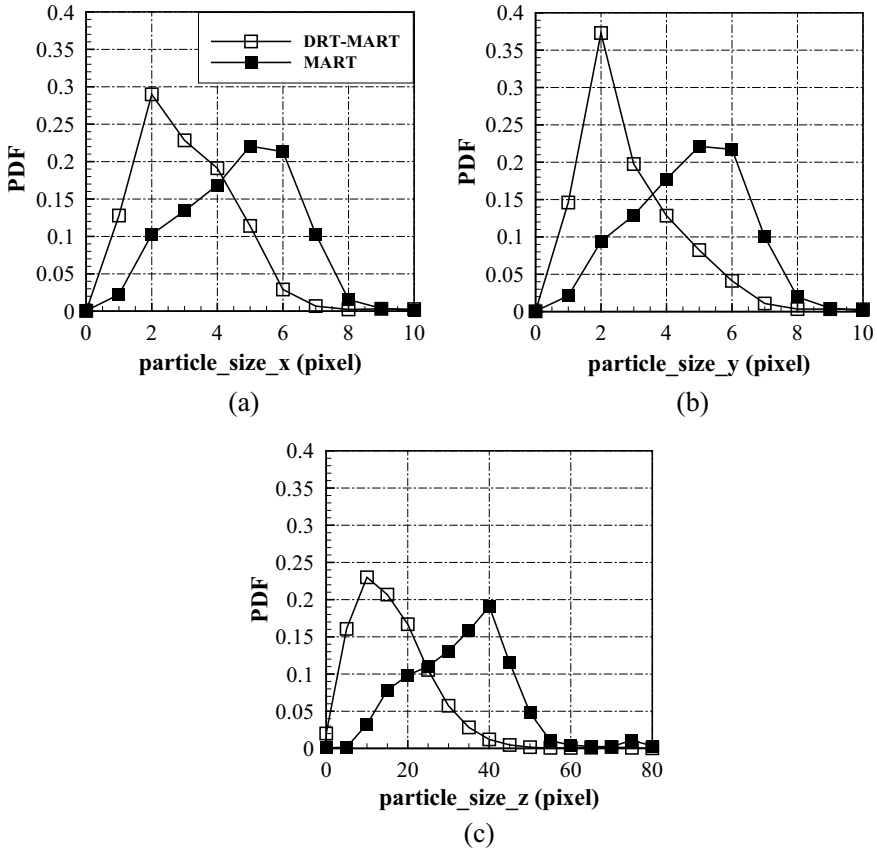 0.4
0.35
0.3
0.25
0.2
0.15
0.1
0.05
0
PDF
DRT-MART
MART
0 2 4 6 8 10
particle_size_x (pixel)
(a)
0.4
0.35
0.3
0.25
0.2
0.15
0.1
0.05
0
PDF
0 2 4 6 8 10
particle_size_y (pixel)
(b)
0.4
0.35
0.3
0.25
0.2
0.15
0.1
0.05
0
PDF
0 20 40 60 80
particle_size_z (pixel)
(c)